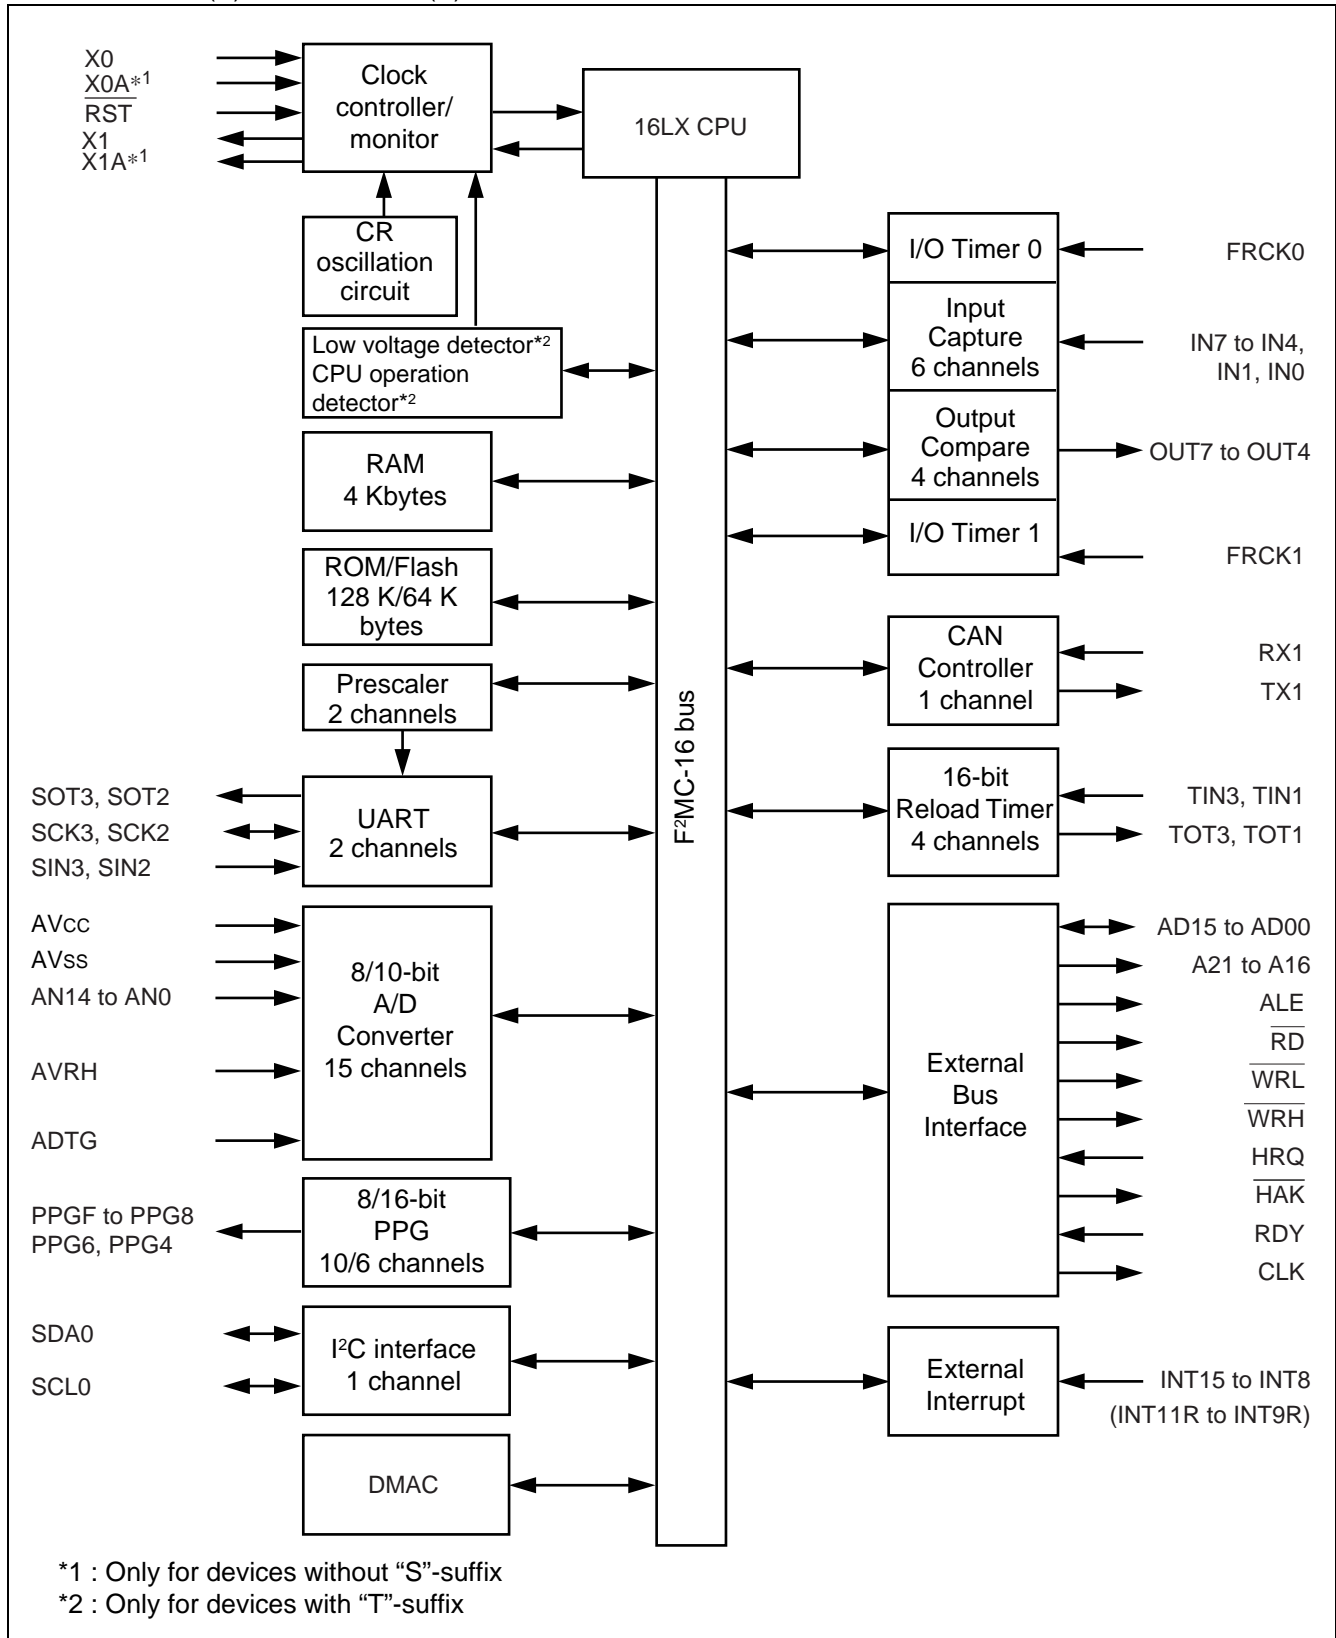 X0
X0A*1
RST
X1
X1A*1
Clock
controller/
monitor
16LX CPU
CR
oscillation
circuit
Low voltage detector*2
CPU operation
detector*2
RAM
4 Kbytes
ROM/Flash
128 K/64 K
bytes
Prescaler
2 channels
SOT3, SOT2
SCK3, SCK2
SIN3, SIN2
UART
2 channels
AVcc
AVss
AN14 to AN0
AVRH
ADTG
8/10-bit
A/D
Converter
15 channels
PPGF to PPG8
PPG6, PPG4
8/16-bit
PPG
10/6 channels
SDA0
SCL0
I²C interface
1 channel
DMAC
F²MC-16 bus
I/O Timer 0
FRCK0
Input
Capture
6 channels
IN7 to IN4,
IN1, IN0
Output
Compare
4 channels
OUT7 to OUT4
I/O Timer 1
FRCK1
CAN
Controller
1 channel
RX1
TX1
16-bit
Reload Timer
4 channels
TIN3, TIN1
TOT3, TOT1
External
Bus
Interface
AD15 to AD00
A21 to A16
ALE
RD
WRL
WRH
HRQ
HAK
RDY
CLK
External
Interrupt
INT15 to INT8
(INT11R to INT9R)
*1 : Only for devices without “S”-suffix
*2 : Only for devices with “T”-suffix